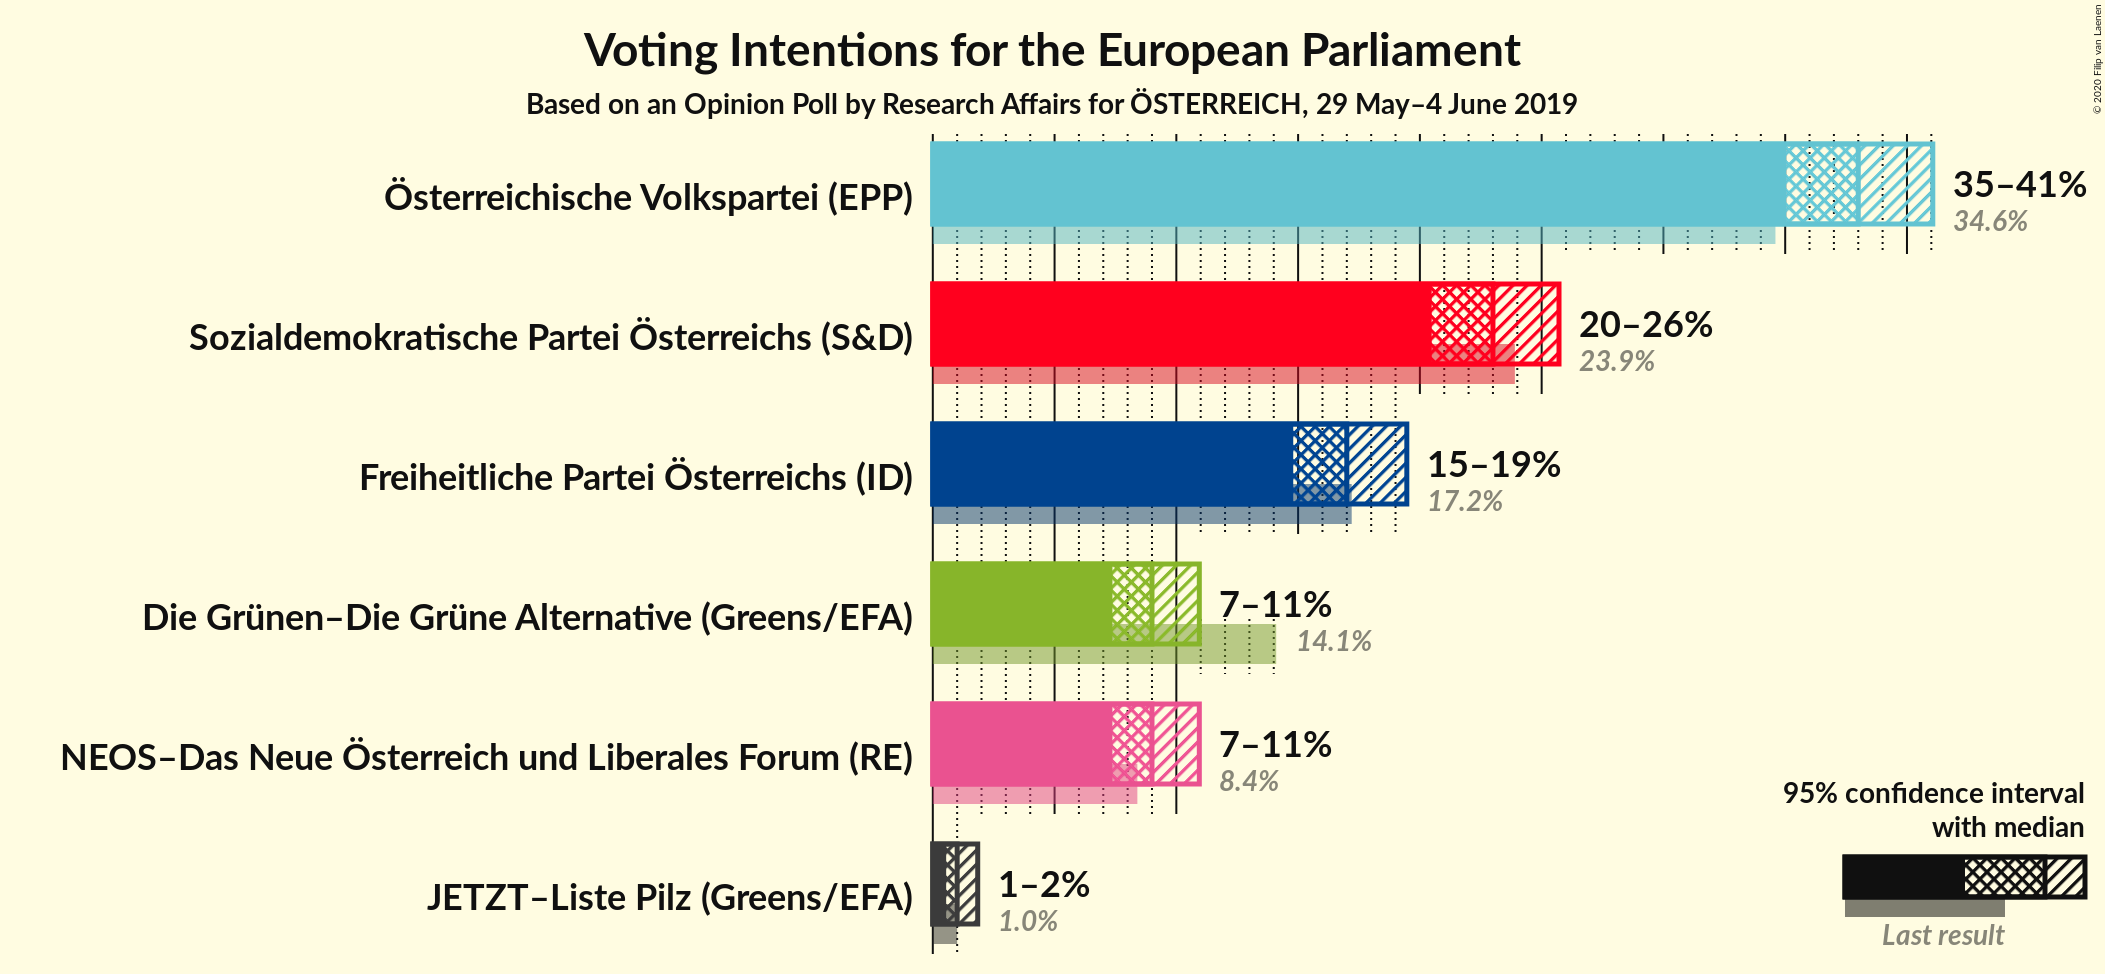 Voting Intentions for the European Parliament
Based on an Opinion Poll by Research Affairs for ÖSTERREICH, 29 May–4 June 2019
© 2020 Filip van Laenen
Österreichische Volkspartei (EPP)
35–41%
34.6%
Sozialdemokratische Partei Österreichs (S&D)
20–26%
23.9%
Freiheitliche Partei Österreichs (ID)
15–19%
17.2%
Die Grünen–Die Grüne Alternative (Greens/EFA)
7–11%
14.1%
NEOS–Das Neue Österreich und Liberales Forum (RE)
7–11%
8.4%
JETZT–Liste Pilz (Greens/EFA)
1–2%
1.0%
95% confidence interval
with median
Last result